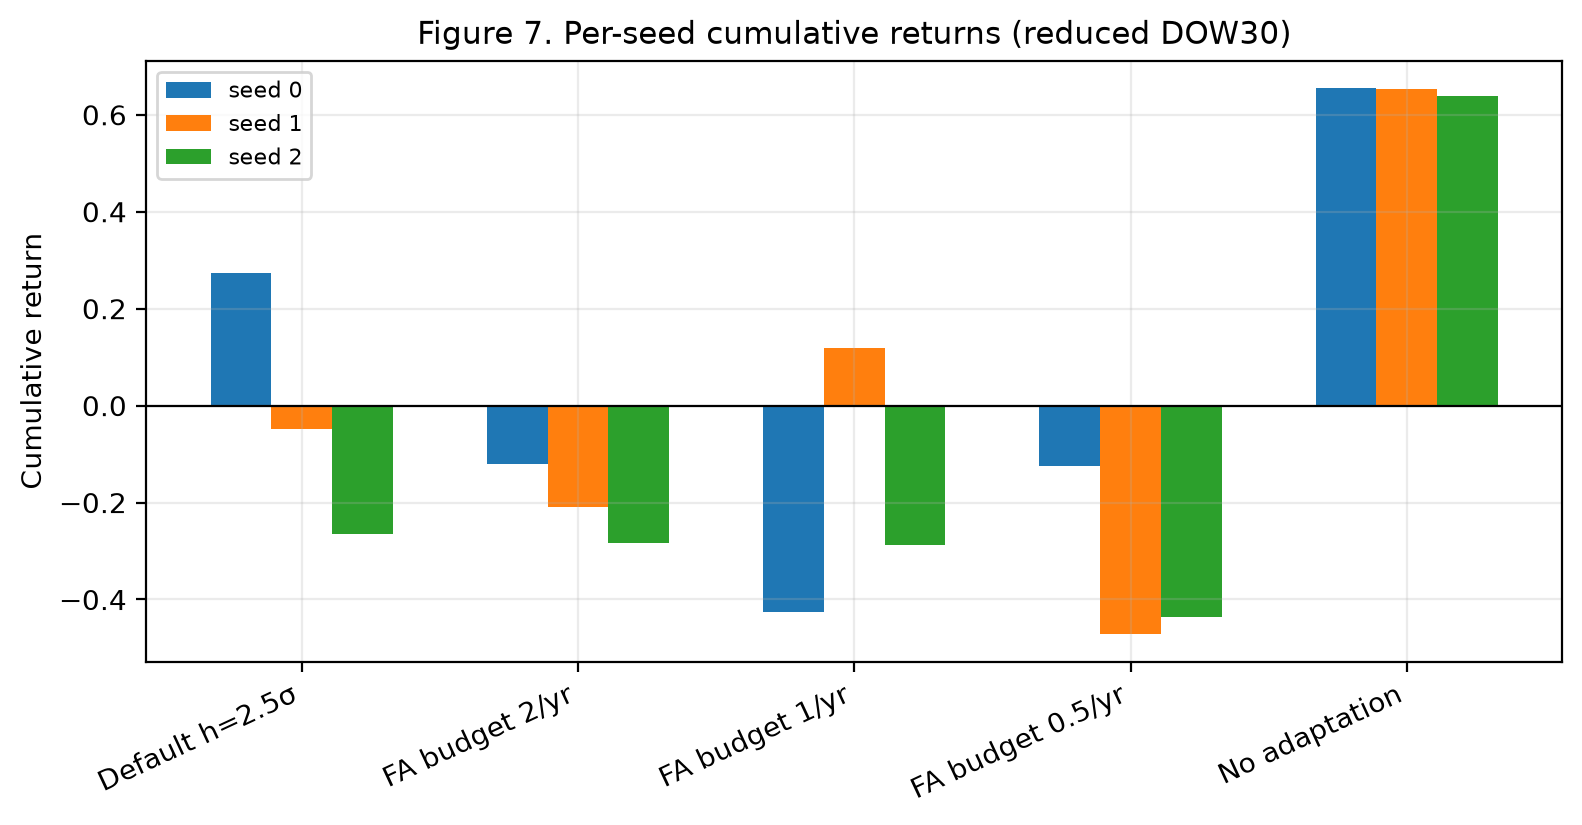 Figure 7. Per-seed cumulative returns (reduced DOW30)
seed 0
seed 1
seed 2
Cumulative return
0.6
0.4
0.2
0.0
−0.2
−0.4
Default h=2.5σ
FA budget 2/yr
FA budget 1/yr
FA budget 0.5/yr
No adaptation